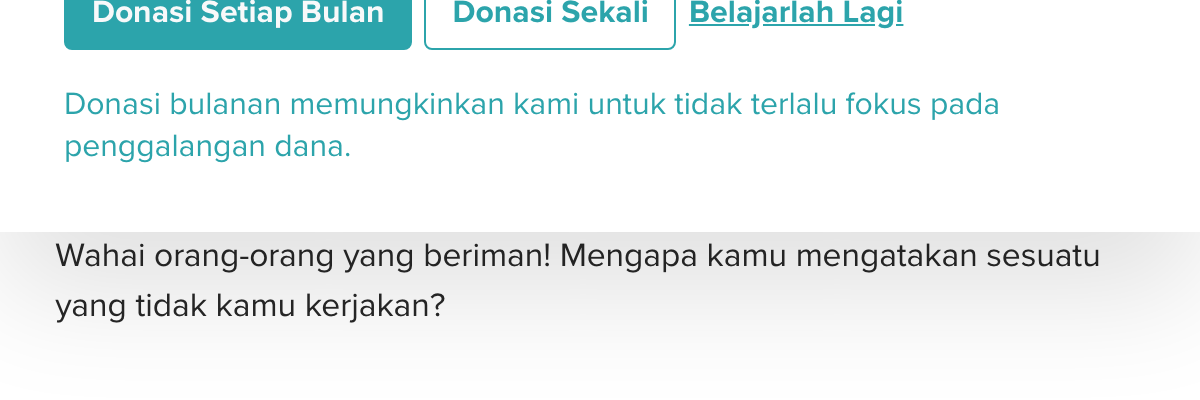 Donasi Setiap Bulan Donasi Sekali Belajarlah Lagi
Donasi bulanan memungkinkan kami untuk tidak terlalu fokus pada
penggalangan dana.
Wahai orang-orang yang beriman! Mengapa kamu mengatakan sesuatu
yang tidak kamu kerjakan?